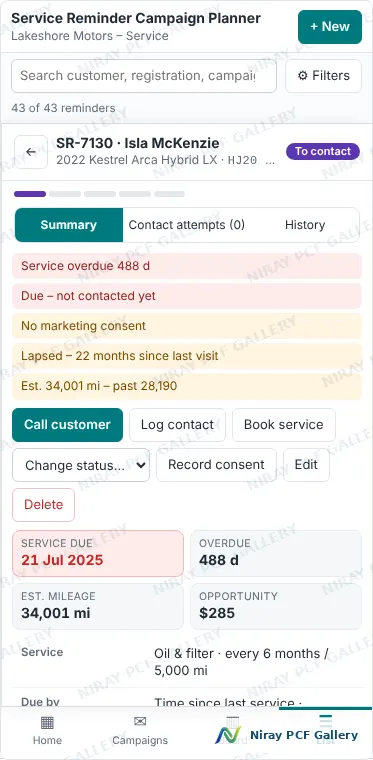 Service Reminder Campaign Planner
Lakeshore Motors – Service
+ New
Search customer, registration, campai
⚙ Filters
43 of 43 reminders
←
SR-7130 · Isla McKenzie
2022 Kestrel Arca Hybrid LX · HJ20 ...
To contact
Summary
Contact attempts (0)
History
Service overdue 488 d
Due – not contacted yet
No marketing consent
Lapsed – 22 months since last visit
Est. 34,001 mi – past 28,190
Call customer
Log contact
Book service
Change status...
Record consent
Edit
Delete
SERVICE DUE
21 Jul 2025
OVERDUE
488 d
EST. MILEAGE
34,001 mi
OPPORTUNITY
$285
Service
Oil & filter · every 6 months /
5,000 mi
Due by
Time since last service ·
Home
Campaigns
Niray PCF Gallery
NIRAY PCF GALLERY